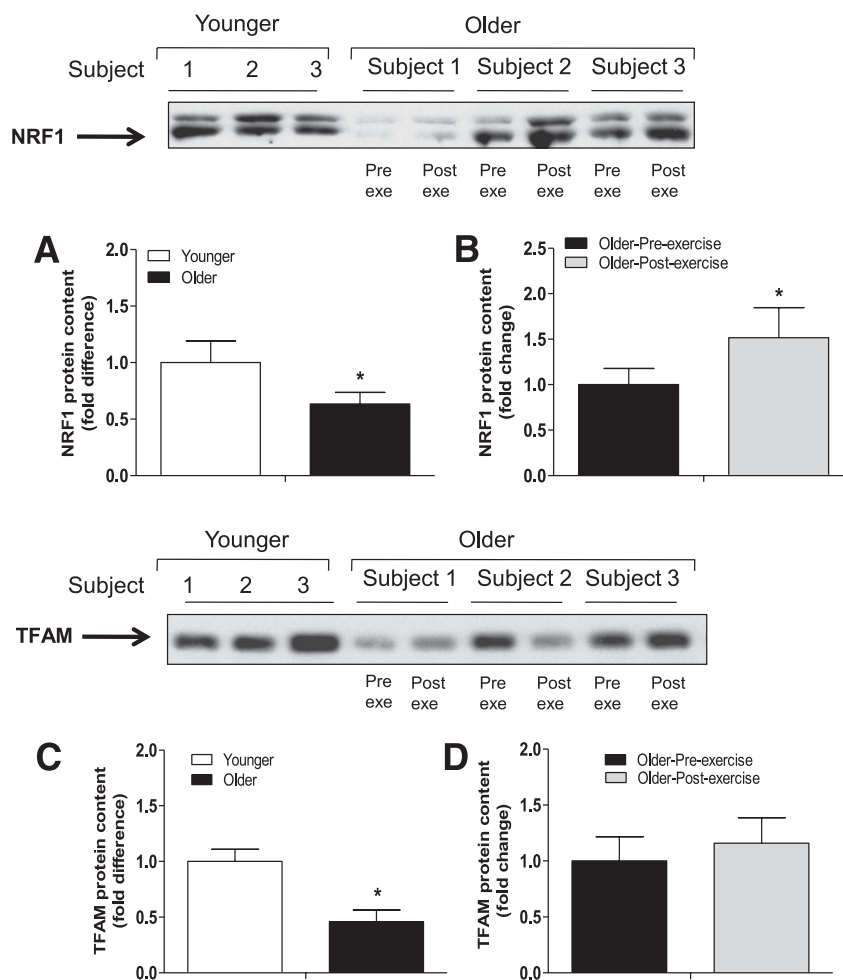 Younger Older
Subject 1 2 3 Subject 1 Subject 2 Subject 3
NRF1
Pre exe Post exe Pre exe Post exe Pre exe Post exe
A
NRF1 protein content
(fold difference)
2.0
1.5
1.0
0.5
0.0
Younger
Older
*
B
NRF1 protein content
(fold change)
2.5
2.0
1.5
1.0
0.5
0.0
Older-Pre-exercise
Older-Post-exercise
*
Younger Older
Subject 1 2 3 Subject 1 Subject 2 Subject 3
TFAM
Pre exe Post exe Pre exe Post exe Pre exe Post exe
C
TFAM protein content
(fold difference)
2.0
1.5
1.0
0.5
0.0
Younger
Older
*
D
TFAM protein content
(fold change)
2.0
1.5
1.0
0.5
0.0
Older-Pre-exercise
Older-Post-exercise